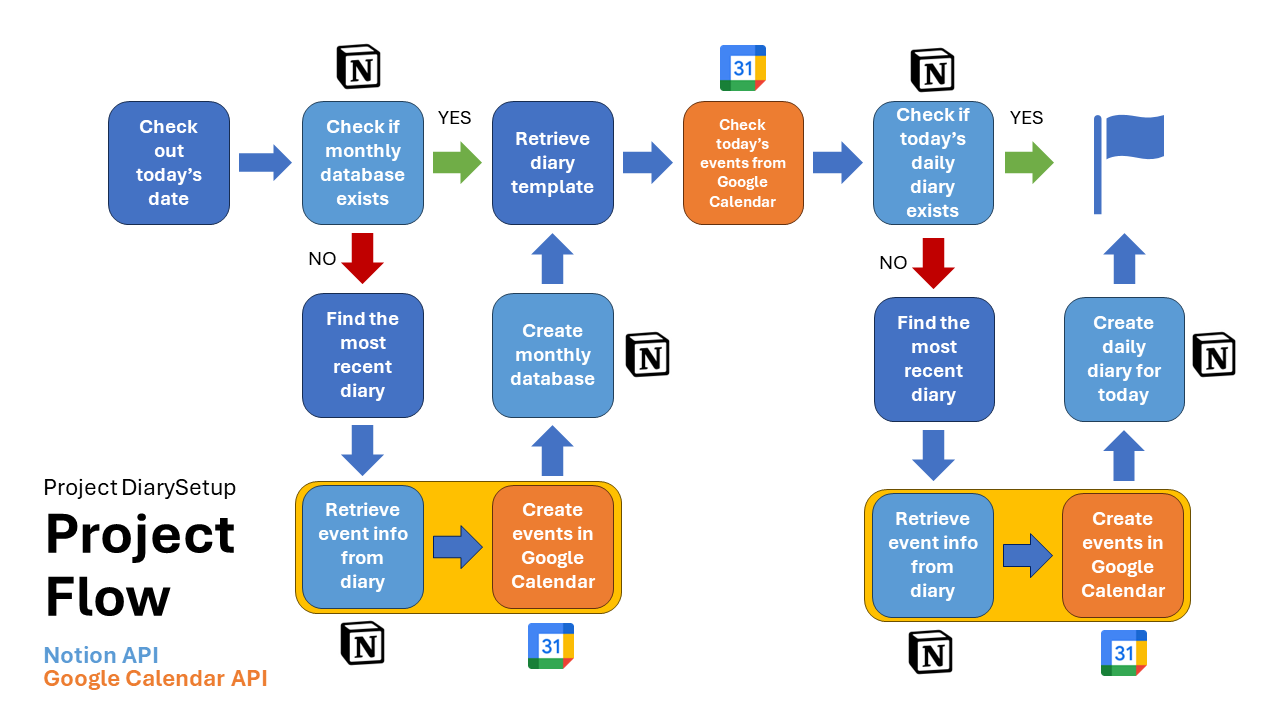 31
Check
out
today's
date
Check if
monthly
database
exists
YES
Retrieve
diary
template
Check
today's
events from
Google
Calendar
Check if
today's
daily
diary
exists
YES
N
N
NO
NO
Find the
most
recent
diary
Create
monthly
database
N
Find the
most
recent
diary
Create
daily
diary for
today
N
Project DiarySetup
Project
Flow
Notion API
Google Calendar API
Retrieve
event info
from
diary
Create
events in
Google
Calendar
N
31
Retrieve
event info
from
diary
Create
events in
Google
Calendar
N
31